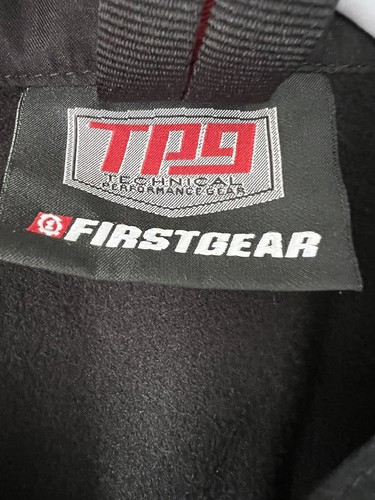 TPG
TECHNICAL
PERFORMANCE GEAR
FIRSTGEAR